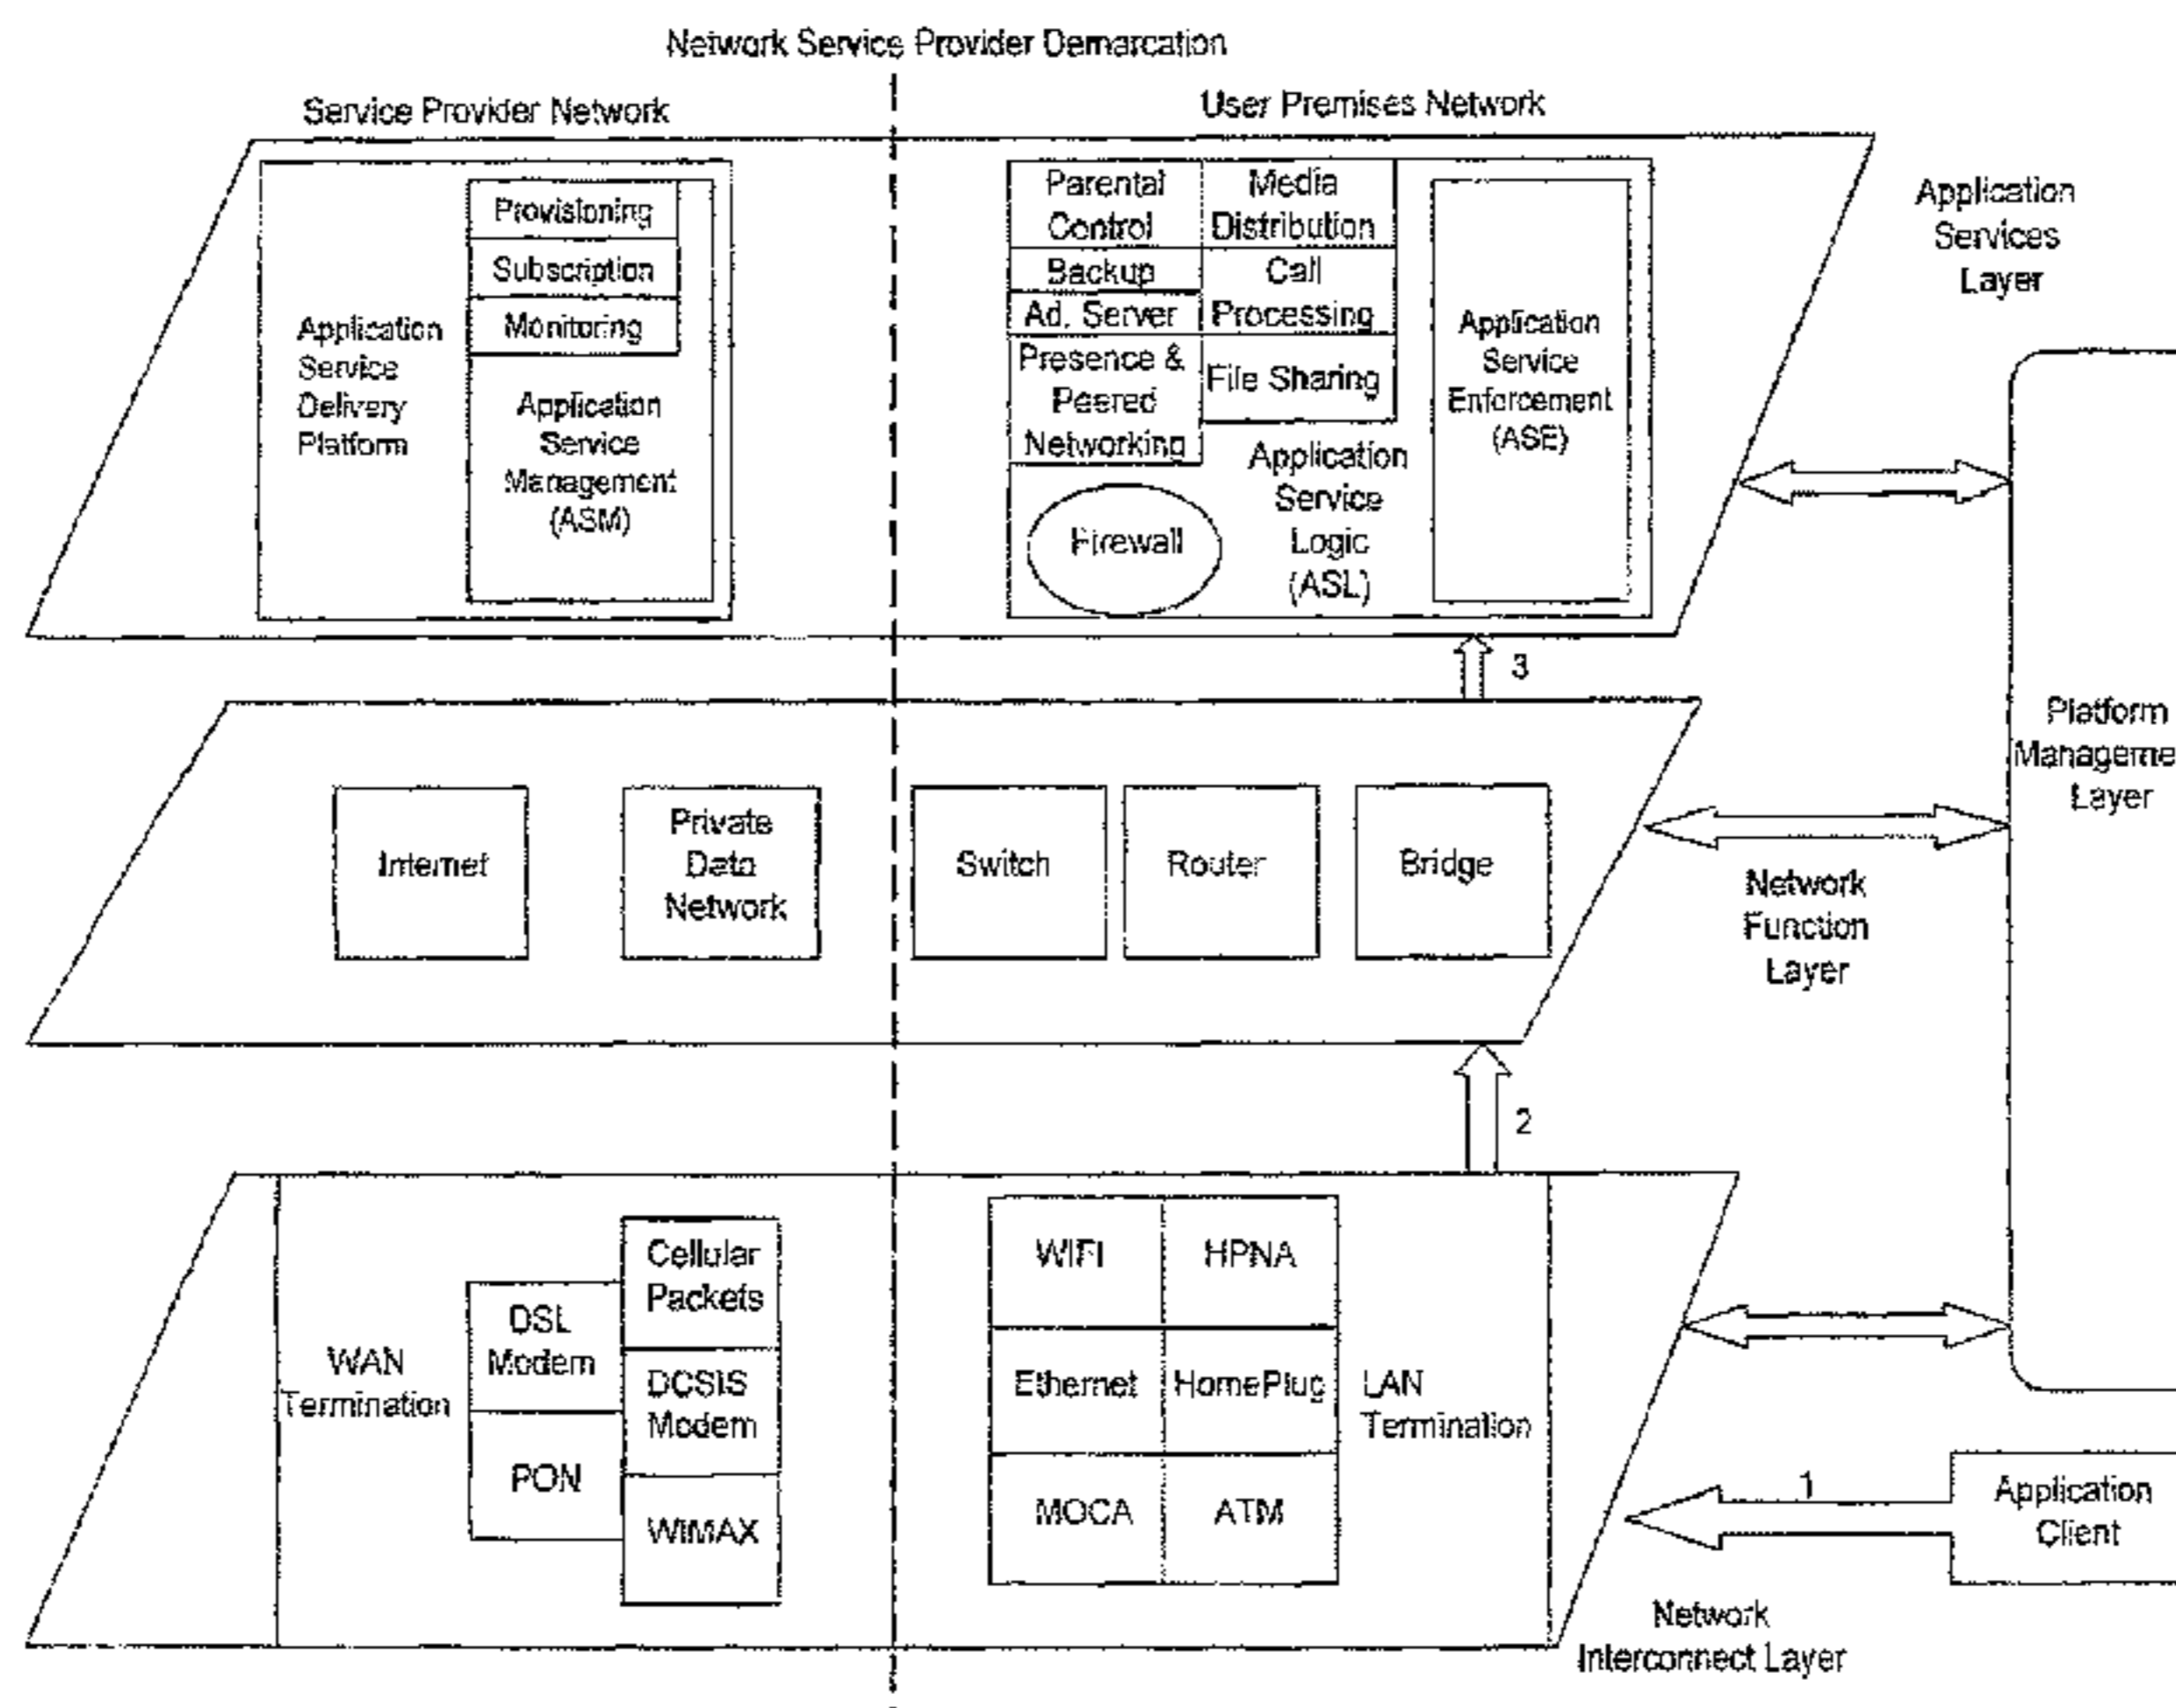 Network Service Provider Demarcation
Service Provider Network
User Premises Network
Provisioning
Subscription
Monitoring
Application
Service
Delivery
Platform
Application
Service
Management
(ASM)
Parental
Control
Media
Distribution
Backup
Call
Processing
Ad. Server
Presence &
Peered
Networking
File Sharing
Firewall
Application
Service
Logic
(ASL)
Application
Service
Enforcement
(ASE)
Application
Services
Layer
3
Internet
Private
Data
Network
Switch
Router
Bridge
Network
Function
Layer
Platform
Manageme
Layer
2
WAN
Termination
DSL
Modem
PON
Cellular
Packets
DCSIS
Modem
WIMAX
WIFI
HPNA
Ethernet
HomePlug
MOCA
ATM
LAN
Termination
1
Application
Client
Network
Interconnect Layer